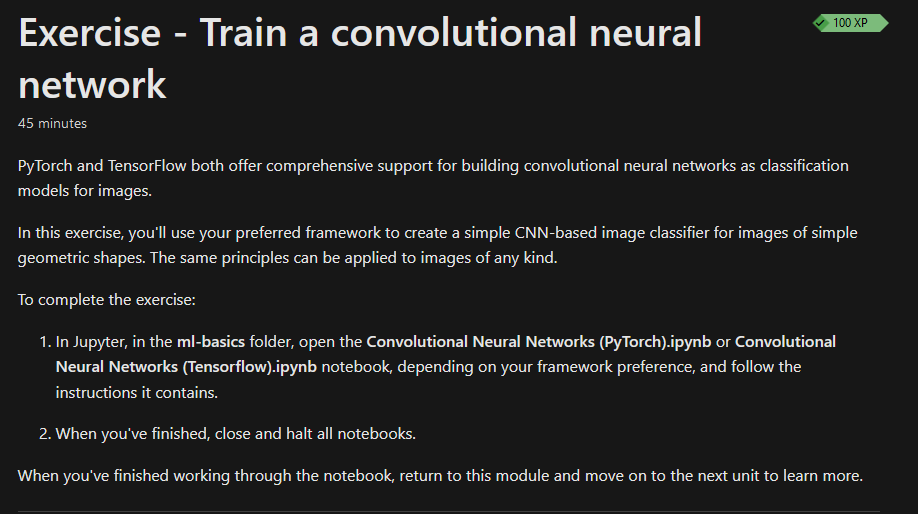 Exercise - Train a convolutional neural
network
100 XP
45 minutes
PyTorch and TensorFlow both offer comprehensive support for building convolutional neural networks as classification
models for images.
In this exercise, you'll use your preferred framework to create a simple CNN-based image classifier for images of simple
geometric shapes. The same principles can be applied to images of any kind.
To complete the exercise:
1. In Jupyter, in the ml-basics folder, open the Convolutional Neural Networks (PyTorch).ipynb or Convolutional
Neural Networks (Tensorflow).ipynb notebook, depending on your framework preference, and follow the
instructions it contains.
2. When you've finished, close and halt all notebooks.
When you've finished working through the notebook, return to this module and move on to the next unit to learn more.